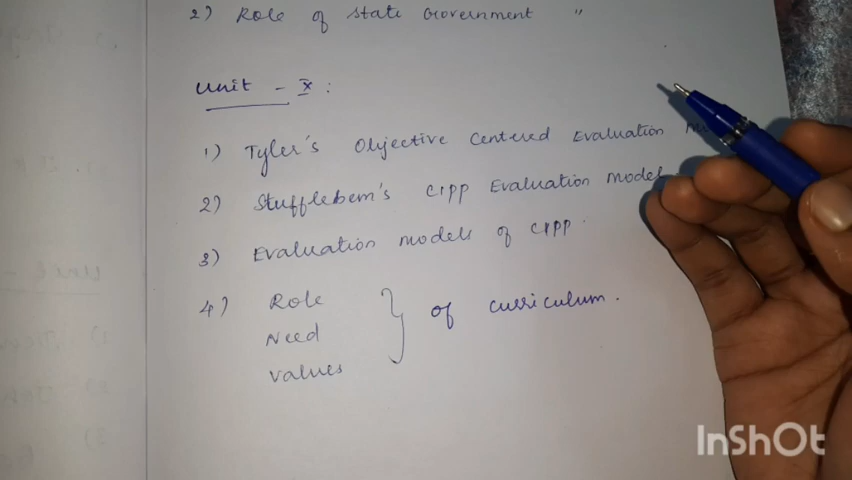 2) Role of State Government "
Unit - X :
1) Tyler's Objective Centered Evaluation
2) Stufflebem's CIPP Evaluation Model.
3) Evaluation models of CIPP.
4) Role
Need
Values
} of curriculum.
InShOt